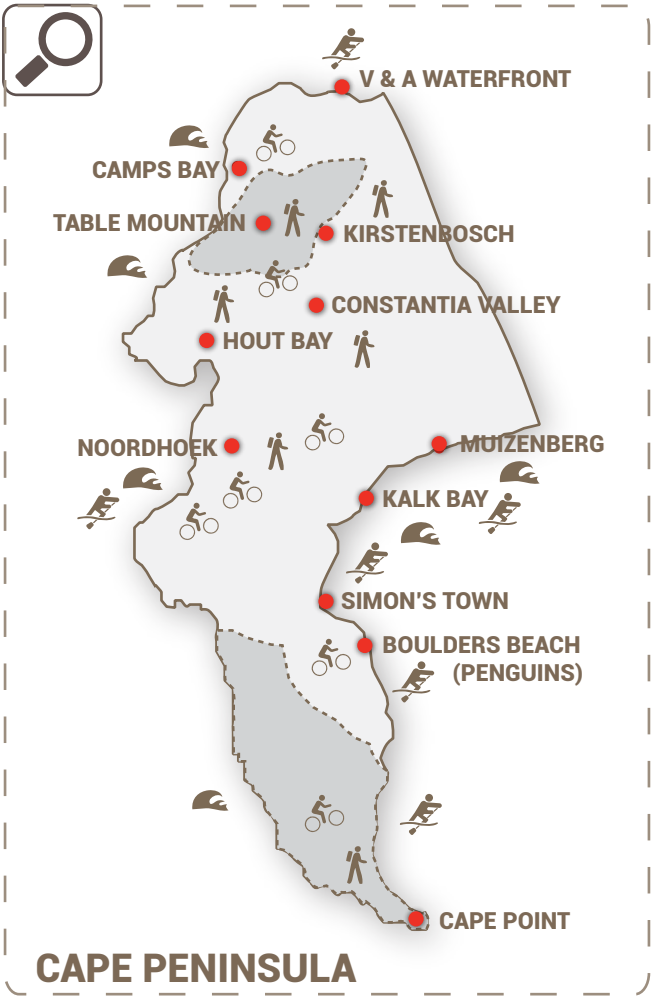 V & A WATERFRONT
CAMPS BAY
TABLE MOUNTAIN
KIRSTENBOSCH
CONSTANTIA VALLEY
HOUT BAY
NOORDHOEK
MUIZENBERG
KALK BAY
SIMON'S TOWN
BOULDERS BEACH
(PENGUINS)
CAPE POINT
CAPE PENINSULA